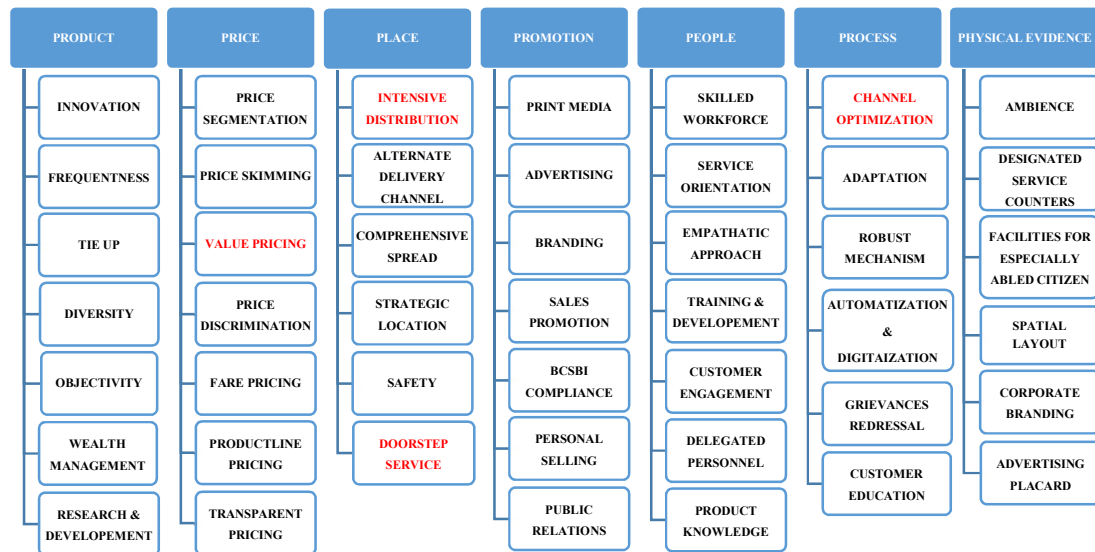 PRODUCT
INNOVATION
FREQUENTNESS
TIE UP
DIVERSITY
OBJECTIVITY
WEALTH
MANAGEMENT
RESEARCH &
DEVELOPEMENT
PRICE
PRICE
SEGMENTATION
PRICE SKIMMING
VALUE PRICING
PRICE
DISCRIMINATION
FARE PRICING
PRODUCTLINE
PRICING
TRANSPARENT
PRICING
PLACE
INTENSIVE
DISTRIBUTION
ALTERNATE
DELIVERY
CHANNEL
COMPREHENSIVE
SPREAD
STRATEGIC
LOCATION
SAFETY
DOORSTEP
SERVICE
PROMOTION
PRINT MEDIA
ADVERTISING
BRANDING
SALES
PROMOTION
BCSBI
COMPLIANCE
PERSONAL
SELLING
PUBLIC
RELATIONS
PEOPLE
SKILLED
WORKFORCE
SERVICE
ORIENTATION
EMPATHATIC
APPROACH
TRAINING &
DEVELOPEMENT
CUSTOMER
ENGAGEMENT
DELEGATED
PERSONNEL
PRODUCT
KNOWLEDGE
PROCESS
CHANNEL
OPTIMIZATION
ADAPTATION
ROBUST
MECHANISM
AUTOMATIZATION
&
DIGITAIZATION
GRIEVANCES
REDRESSAL
CUSTOMER
EDUCATION
PHYSICAL EVIDENCE
AMBIENCE
DESIGNATED
SERVICE
COUNTERS
FACILITIES FOR
ESPECIALLY
ABLED CITIZEN
SPATIAL
LAYOUT
CORPORATE
BRANDING
ADVERTISING
PLACARD